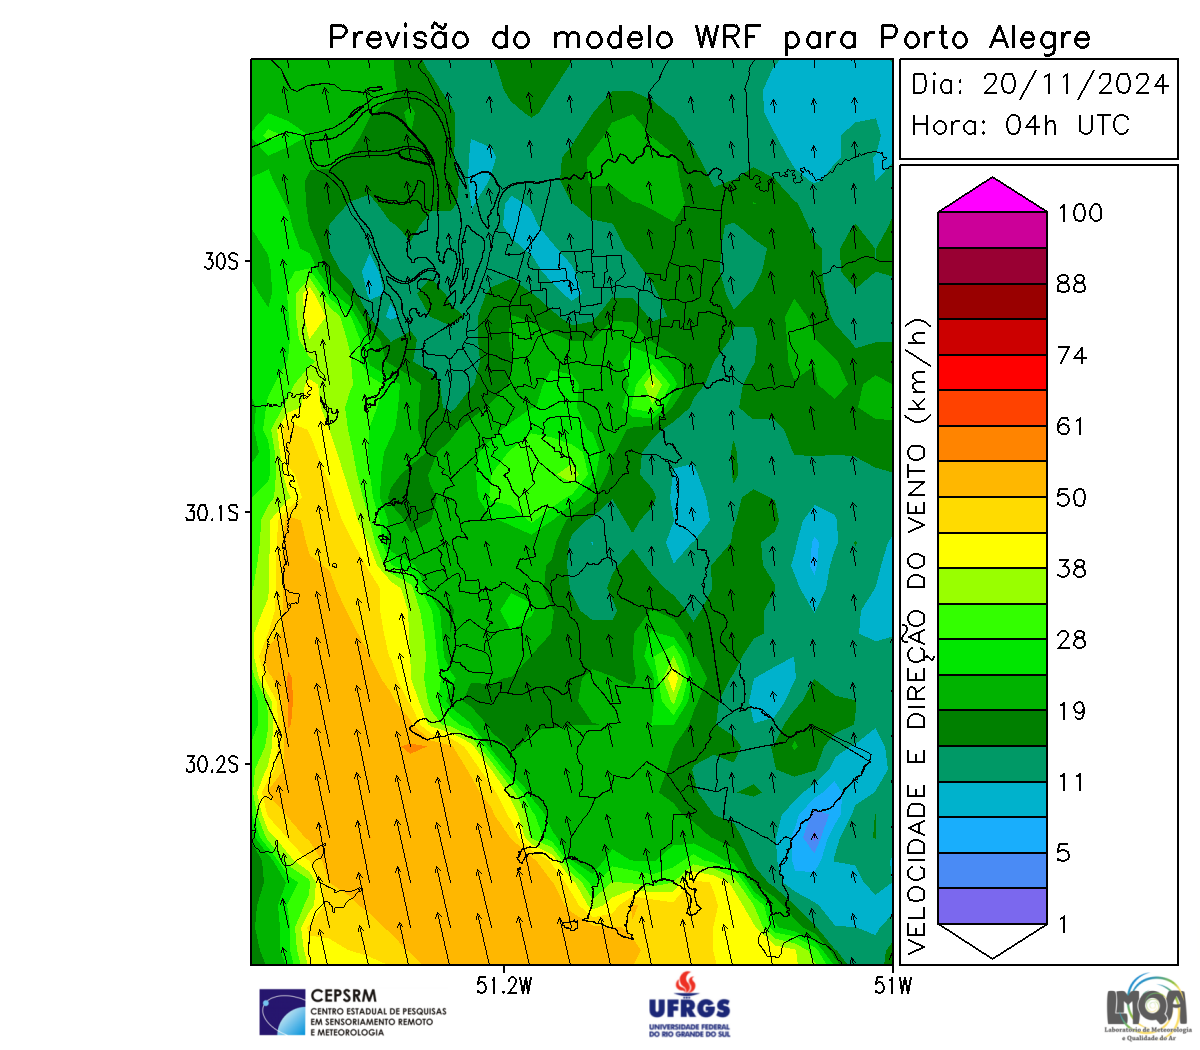 Previsão do modelo WRF para Porto Alegre
Dia: 20/11/2024
Hora: 04h UTC
30S
30.1S
30.2S
51.2W
51W
VELOCIDADE E DIREÇÃO DO VENTO (km/h)
100
88
74
61
50
38
28
19
11
5
1
CEPSRM
CENTRO ESTADUAL DE PESQUISAS
EM SENSORIAMENTO REMOTO
E METEOROLOGIA
UFRGS
UNIVERSIDADE FEDERAL
DO RIO GRANDE DO SUL
LMQA
Laboratório de Meteorologia
e Qualidade do Ar